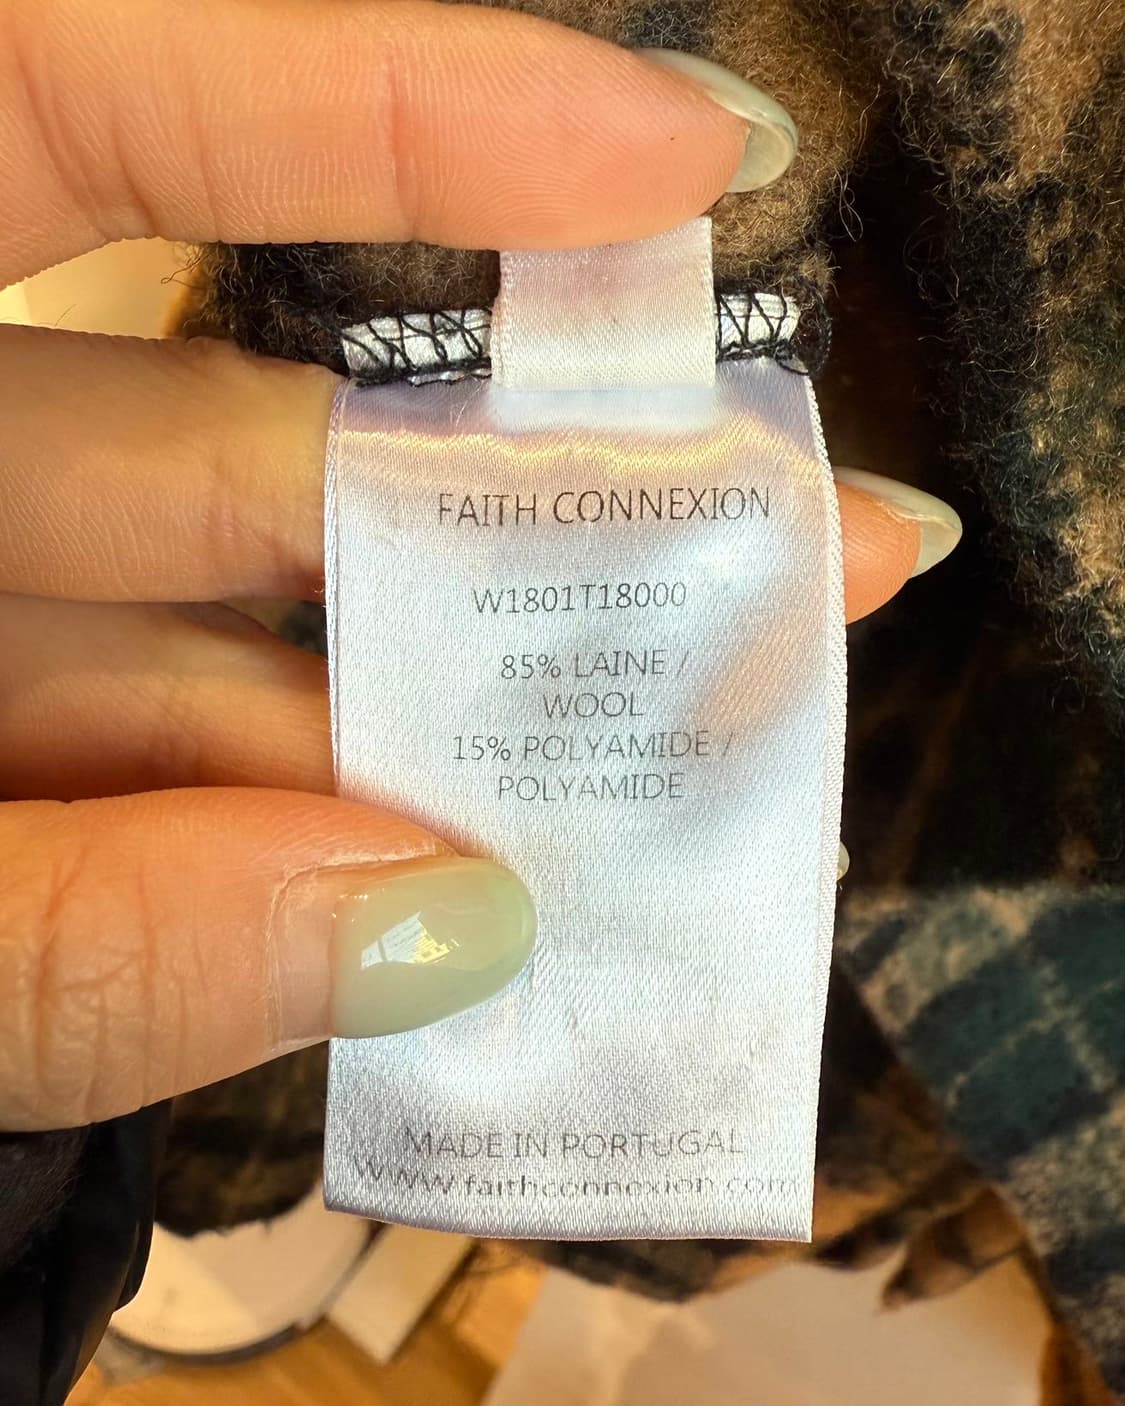 FAITH CONNEXION
W1801T18000
85% LAINE /
WOOL
15% POLYAMIDE /
POLYAMIDE
MADE IN PORTUGAL
www.faithconnexion.com